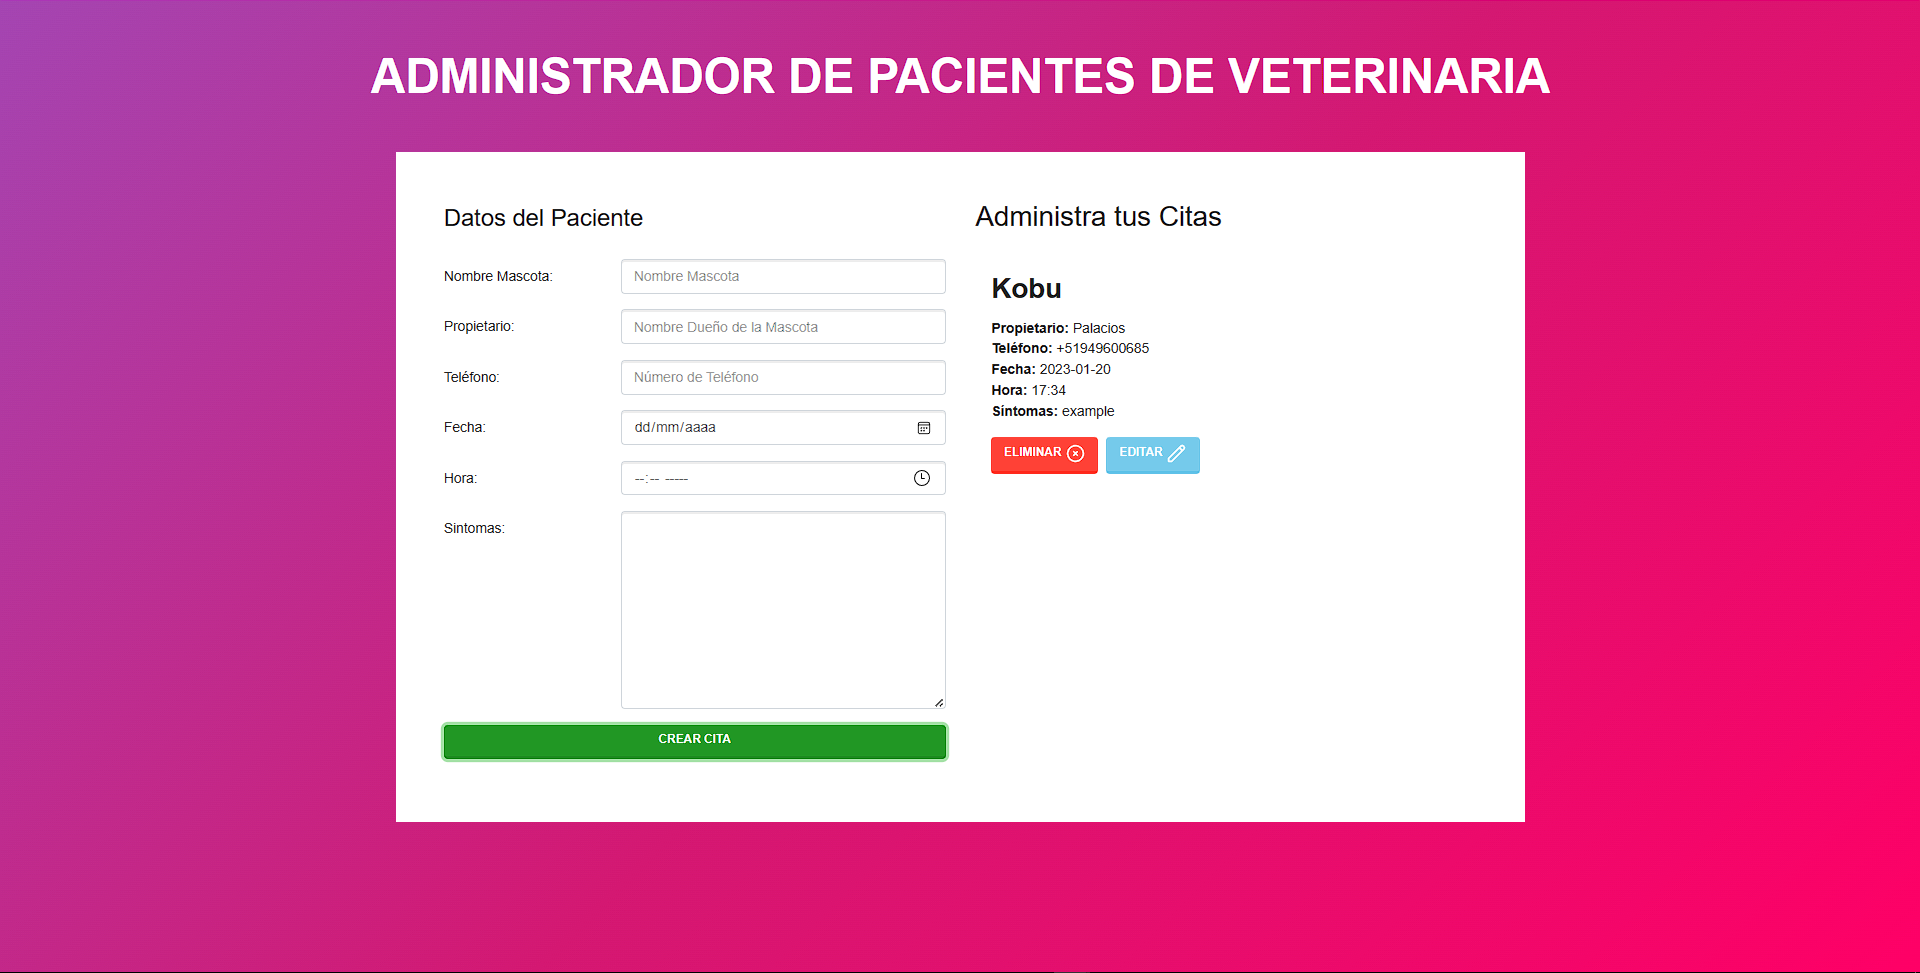 ADMINISTRADOR DE PACIENTES DE VETERINARIA
Datos del Paciente
Nombre Mascota:
Nombre Mascota
Propietario:
Nombre Dueño de la Mascota
Teléfono:
Número de Teléfono
Fecha:
dd/mm/aaaa
Hora:
--:-- -----
Sintomas:
CREAR CITA
Administra tus Citas
Kobu
Propietario: Palacios
Teléfono: +51949600685
Fecha: 2023-01-20
Hora: 17:34
Síntomas: example
ELIMINAR
EDITAR